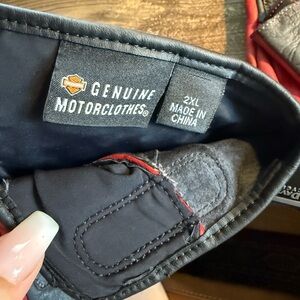 GENUINE
MOTORCLOTHES®
2XL
MADE IN
CHINA